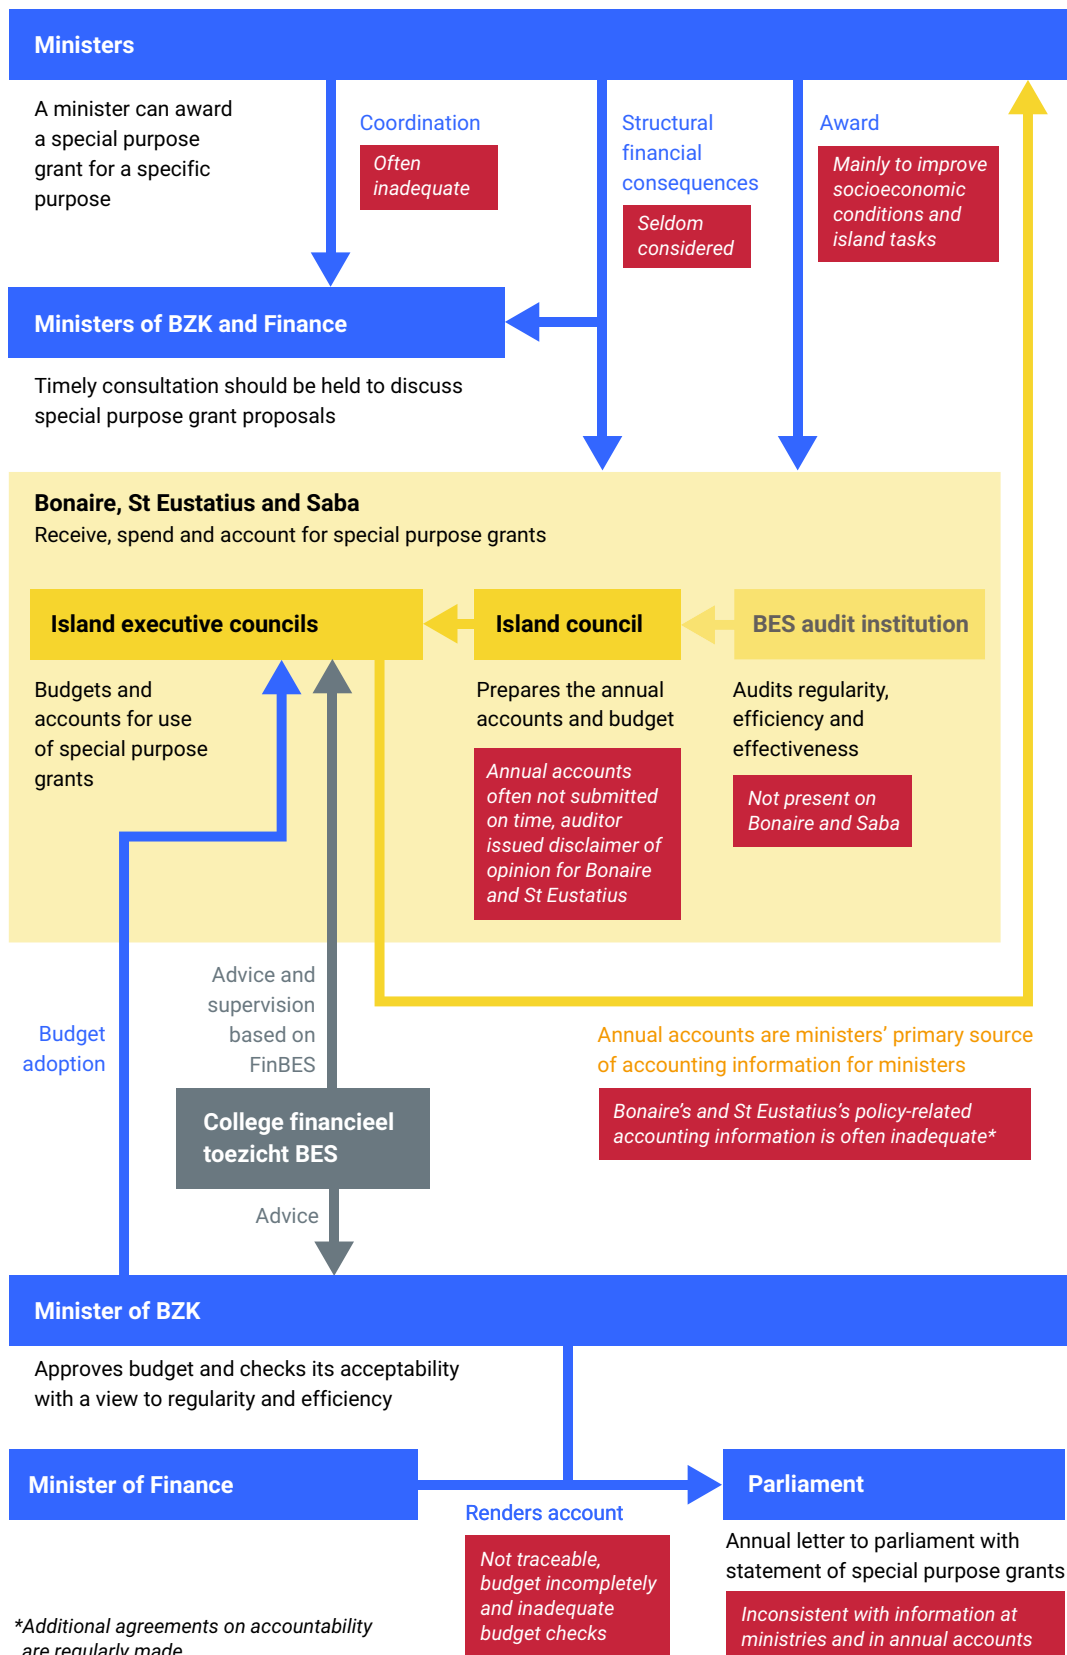 Ministers
A minister can award
a special purpose
grant for a specific
purpose
Coordination
Often
inadequate
Structural
financial
consequences
Seldom
considered
Award
Mainly to improve
socioeconomic
conditions and
island tasks
Ministers of BZK and Finance
Timely consultation should be held to discuss
special purpose grant proposals
Bonaire, St Eustatius and Saba
Receive, spend and account for special purpose grants
Island executive councils
Island council
BES audit institution
Budgets and
accounts for use
of special purpose
grants
Prepares the annual
accounts and budget
Annual accounts
often not submitted
on time, auditor
issued disclaimer of
opinion for Bonaire
and St Eustatius
Audits regularity,
efficiency and
effectiveness
Not present on
Bonaire and Saba
Advice and
supervision
based on
FinBES
Budget
adoption
Annual accounts are ministers’ primary source
of accounting information for ministers
Bonaire’s and St Eustatius’s policy-related
accounting information is often inadequate*
College financieel
toezicht BES
Advice
Minister of BZK
Approves budget and checks its acceptability
with a view to regularity and efficiency
Minister of Finance
Parliament
Renders account
Not traceable,
budget incompletely
and inadequate
budget checks
Annual letter to parliament with
statement of special purpose grants
Inconsistent with information at
ministries and in annual accounts
*Additional agreements on accountability
are regularly made